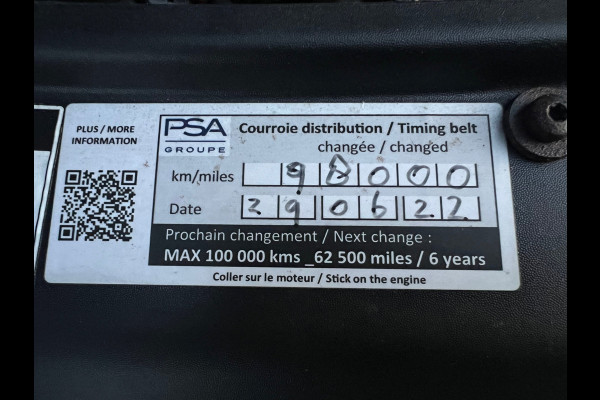 PLUS / MORE
INFORMATION
PSA
GROUPE
Courroie distribution / Timing belt
changée / changed
km/miles 98000
Date 290622
Prochain changement / Next change :
MAX 100 000 kms _62 500 miles / 6 years
Coller sur le moteur / Stick on the engine